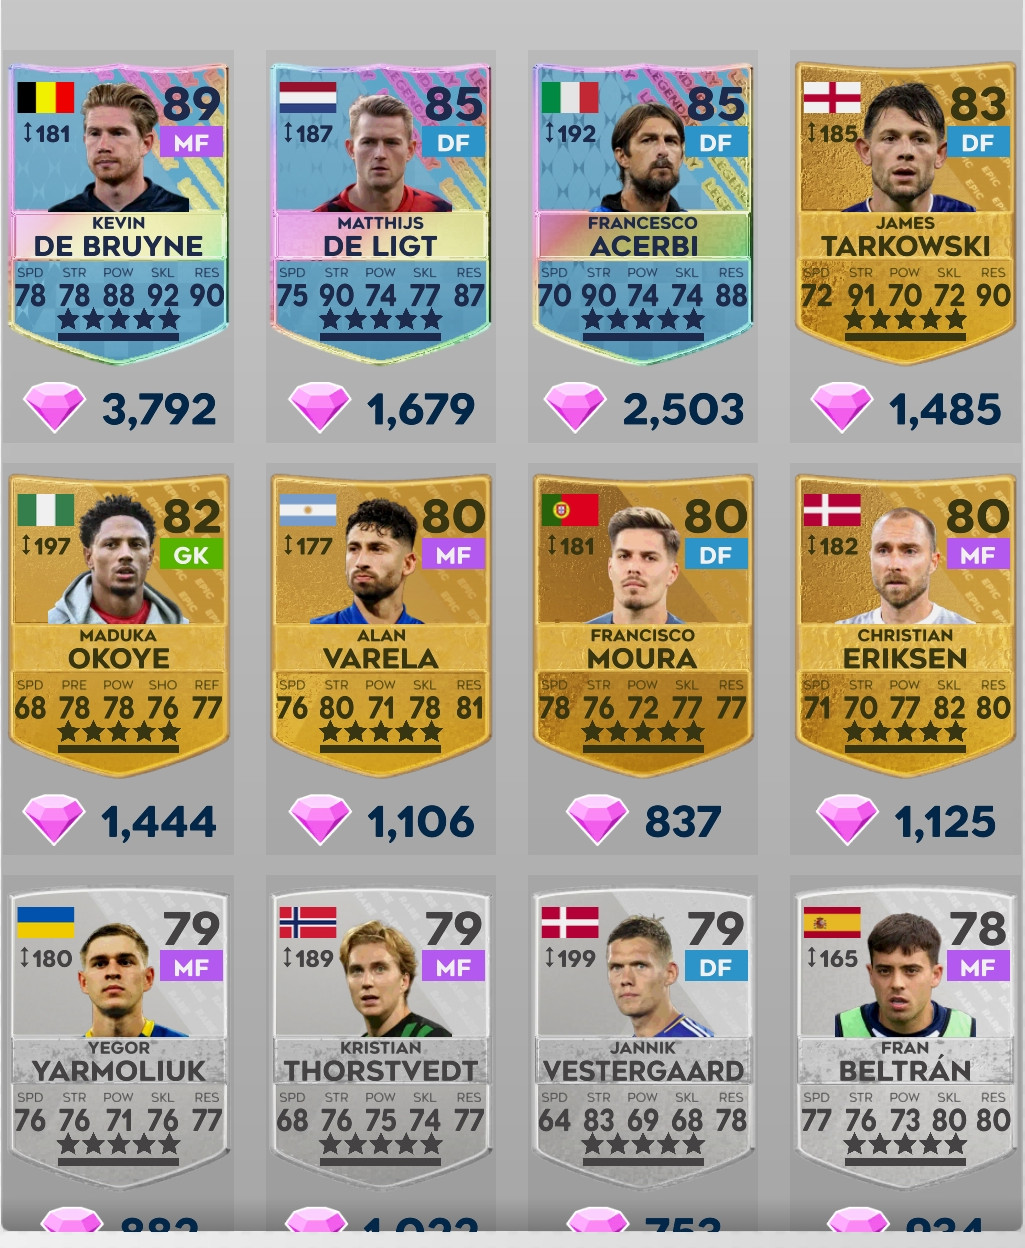 89
181
MF
KEVIN
DE BRUYNE
SPD STR POW SKL RES
78 78 88 92 90
3,792
85
187
DF
MATTHIJS
DE LIGT
SPD STR POW SKL RES
75 90 74 77 87
1,679
LEGENDARY
85
192
DF
FRANCESCO
ACERBI
SPD STR POW SKL RES
70 90 74 74 88
2,503
83
185
DF
EPIC
JAMES
TARKOWSKI
SPD STR POW SKL RES
72 91 70 72 90
1,485
82
197
GK
EPIC
MADUKA
OKOYE
SPD PRE POW SHO REF
68 78 78 76 77
1,444
80
177
MF
EPIC
ALAN
VARELA
SPD STR POW SKL RES
76 80 71 78 81
1,106
80
181
DF
FRANCISCO
MOURA
SPD STR POW SKL RES
78 76 72 77 77
837
80
182
MF
EPIC
CHRISTIAN
ERIKSEN
SPD STR POW SKL RES
71 70 77 82 80
1,125
79
180
MF
RARE
YEGOR
YARMOLIUK
SPD STR POW SKL RES
76 76 71 76 77
79
189
MF
RARE
KRISTIAN
THORSTVEDT
SPD STR POW SKL RES
68 76 75 74 77
79
199
DF
RARE
JANNIK
VESTERGAARD
SPD STR POW SKL RES
64 83 69 68 78
78
165
MF
RARE
FRAN
BELTRÁN
SPD STR POW SKL RES
77 76 73 80 80